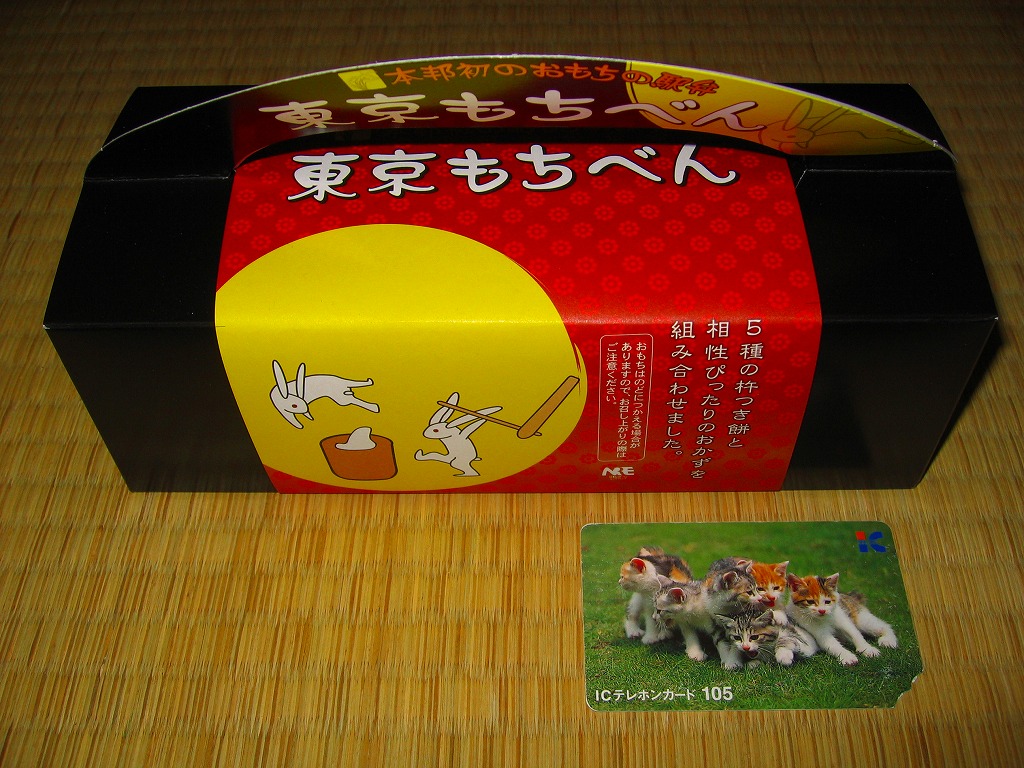 本邦初のおもちの駅弁
東京もちべん
東京もちべん
5種の杵つき餅と
相性ぴったりのおかずを
組み合わせました。
おもちはのどにつかえる場合が
ありますので、お召し上がりの際は
ご注意ください。
NRE
ICテレホンカード 105